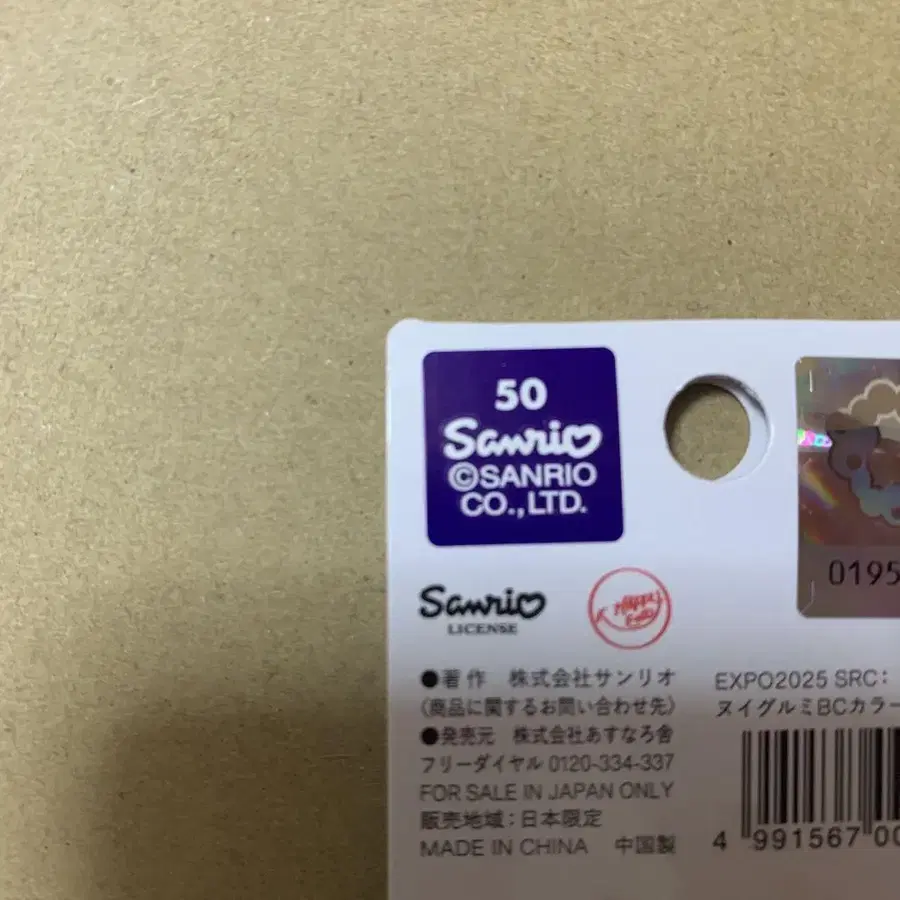 50
Sanrio
©SANRIO
CO.,LTD.
Sanrio
LICENSE
Happy
0195
●著作 株式会社サンリオ
(商品に関するお問い合わせ先)
●発売元 株式会社あすなろ舎
フリーダイヤル 0120-334-337
FOR SALE IN JAPAN ONLY
販売地域：日本限定
MADE IN CHINA 中国製
EXPO2025 SRC：
ヌイグルミBCカラー
4 991567 00